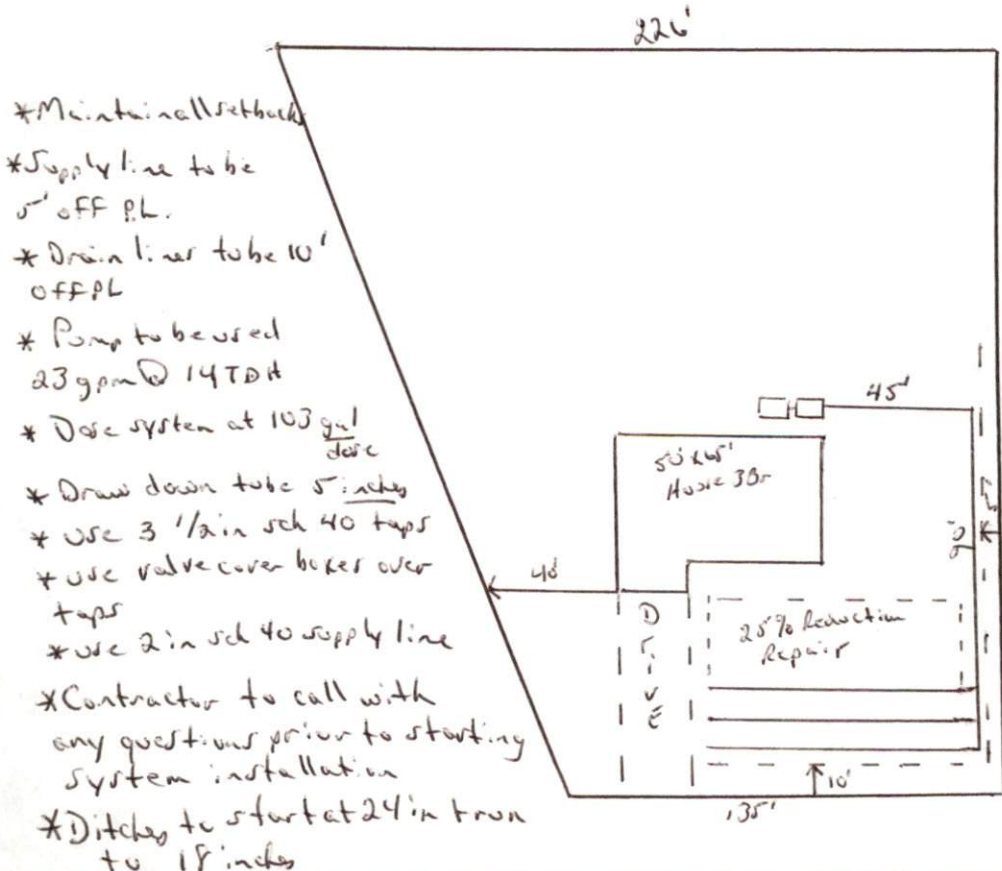 226'
*Maintain all setbacks
*Supply line to be
5' off P.L.
* Drain lines to be 10'
off PL
* Pump to be used
23 gpm @ 14 TDH
* Dose system at 103 gal/dose
* Draw down to be 5 inches
* use 3 1/2 in sch 40 taps
* use valve cover boxes over
taps
* use 2 in sch 40 supply line
*Contractor to call with
any questions prior to starting
system installation
*Ditches to start at 24 in
to 18 inches
45'
House 3Br
40'
Drive
25% Reduction
Repair
10'
135'